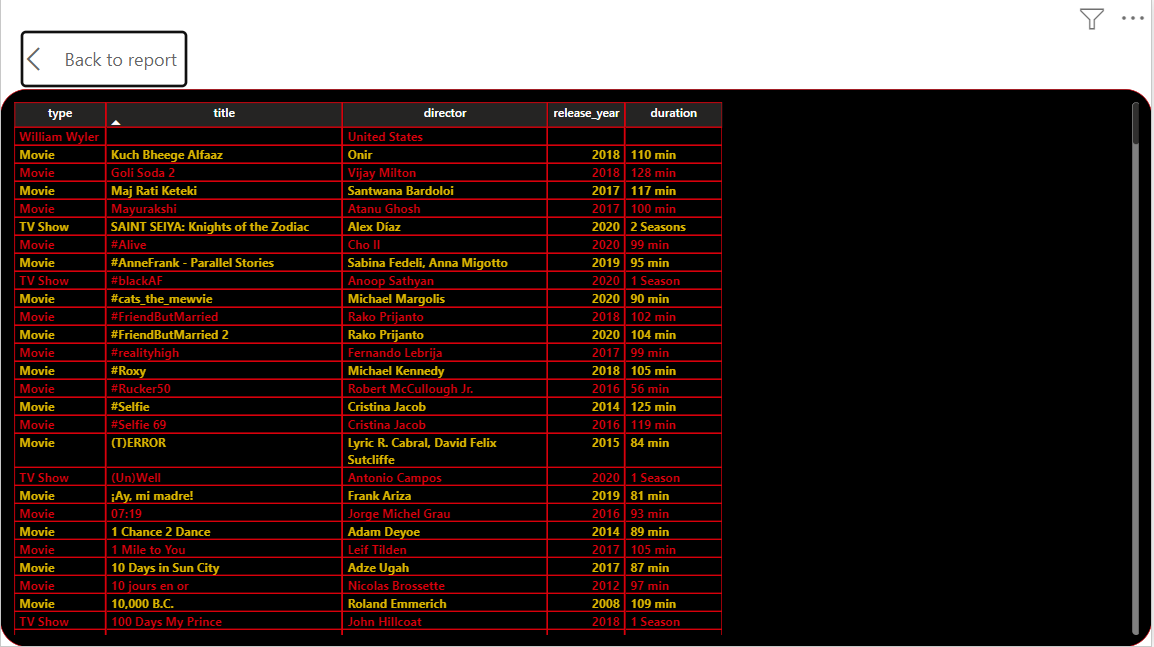 Back to report
type title director release_year duration
William Wyler United States
Movie Kuch Bheege Alfaaz Onir 2018 110 min
Movie Goli Soda 2 Vijay Milton 2018 128 min
Movie Maj Rati Keteki Santwana Bardoloi 2017 117 min
Movie Mayurakshi Atanu Ghosh 2017 100 min
TV Show SAINT SEIYA: Knights of the Zodiac Alex Díaz 2020 2 Seasons
Movie #Alive Cho Il 2020 99 min
Movie #AnneFrank - Parallel Stories Sabina Fedeli, Anna Migotto 2019 95 min
TV Show #blackAF Anoop Sathyan 2020 1 Season
Movie #cats_the_mewvie Michael Margolis 2020 90 min
Movie #FriendButMarried Rako Prijanto 2018 102 min
Movie #FriendButMarried 2 Rako Prijanto 2020 104 min
Movie #realityhigh Fernando Lebrija 2017 99 min
Movie #Roxy Michael Kennedy 2018 105 min
Movie #Rucker50 Robert McCullough Jr. 2016 56 min
Movie #Selfie Cristina Jacob 2014 125 min
Movie #Selfie 69 Cristina Jacob 2016 119 min
Movie (T)ERROR Lyric R. Cabral, David Felix 2015 84 min
Sutcliffe
TV Show (Un)Well Antonio Campos 2020 1 Season
Movie ¡Ay, mi madre! Frank Ariza 2019 81 min
Movie 07:19 Jorge Michel Grau 2016 93 min
Movie 1 Chance 2 Dance Adam Deyoe 2014 89 min
Movie 1 Mile to You Leif Tilden 2017 105 min
Movie 10 Days in Sun City Adze Ugah 2017 87 min
Movie 10 jours en or Nicolas Brossette 2012 97 min
Movie 10,000 B.C. Roland Emmerich 2008 109 min
TV Show 100 Days My Prince John Hillcoat 2018 1 Season